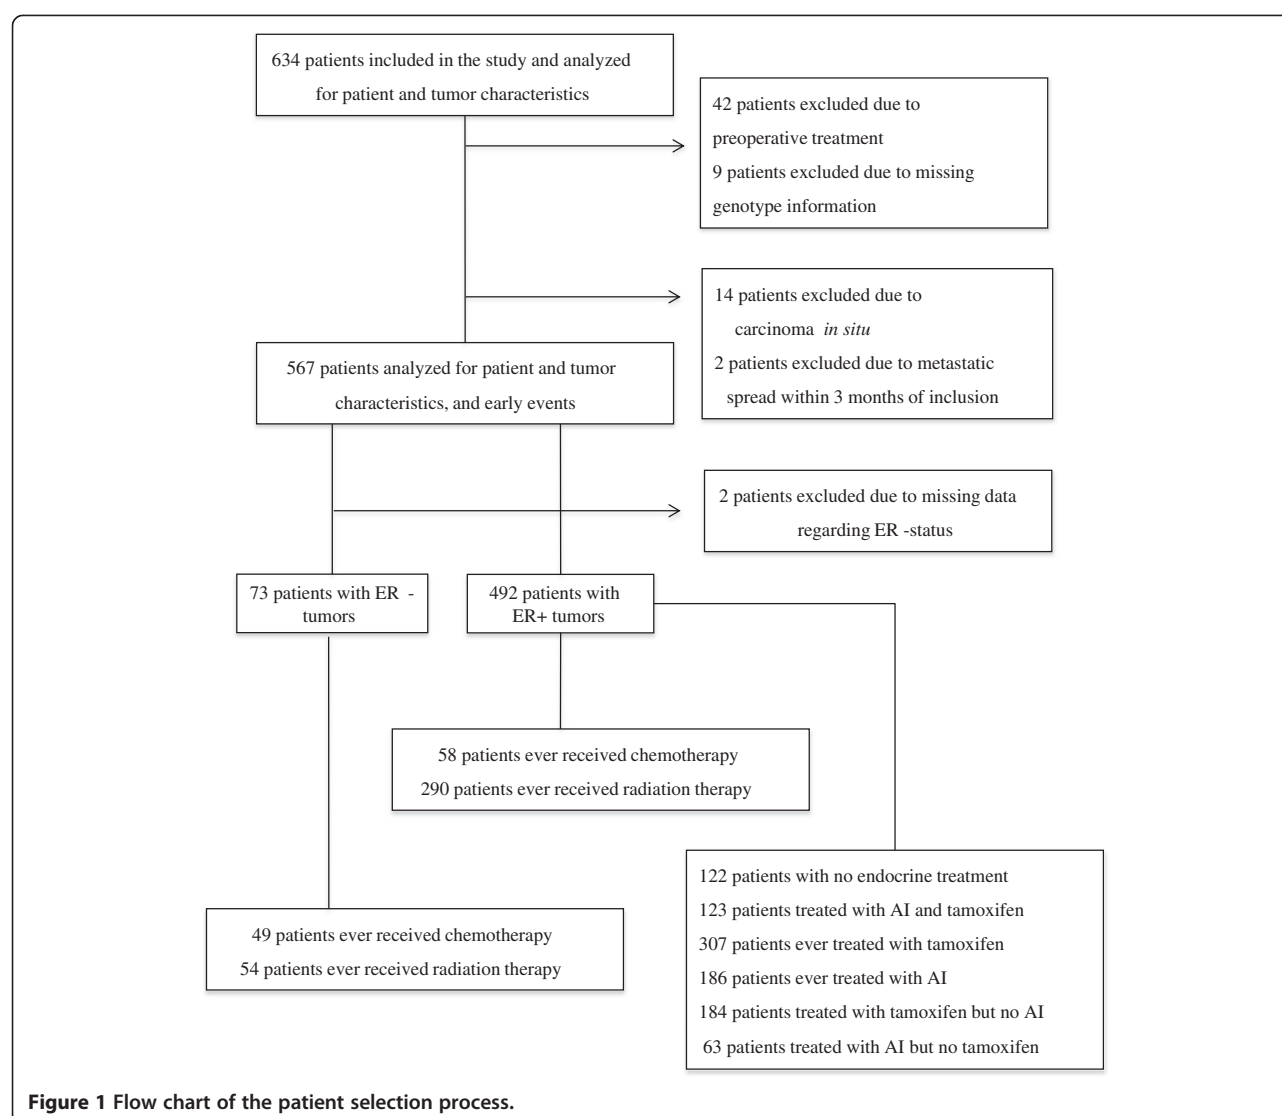 634 patients included in the study and analyzed
for patient and tumor characteristics
42 patients excluded due to
preoperative treatment
9 patients excluded due to missing
genotype information
14 patients excluded due to
carcinoma in situ
2 patients excluded due to metastatic
spread within 3 months of inclusion
567 patients analyzed for patient and tumor
characteristics, and early events
2 patients excluded due to missing data
regarding ER -status
73 patients with ER -
tumors
492 patients with
ER+ tumors
58 patients ever received chemotherapy
290 patients ever received radiation therapy
49 patients ever received chemotherapy
54 patients ever received radiation therapy
122 patients with no endocrine treatment
123 patients treated with AI and tamoxifen
307 patients ever treated with tamoxifen
186 patients ever treated with AI
184 patients treated with tamoxifen but no AI
63 patients treated with AI but no tamoxifen
Figure 1 Flow chart of the patient selection process.